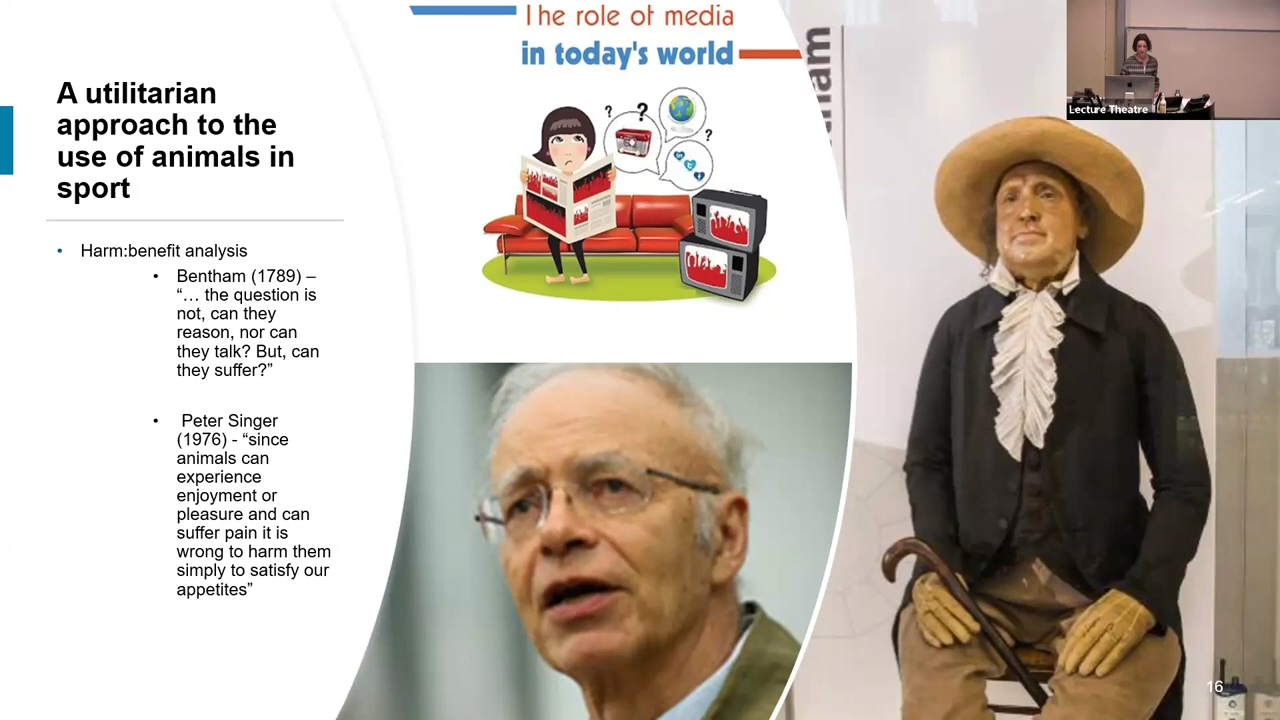 A utilitarian
approach to the
use of animals in
sport
• Harm:benefit analysis
• Bentham (1789) –
“… the question is
not, can they
reason, nor can
they talk? But, can
they suffer?”
• Peter Singer
(1976) - “since
animals can
experience
enjoyment or
pleasure and can
suffer pain it is
wrong to harm them
simply to satisfy our
appetites”
The role of media
in today's world
? ? ?
in t f
ham
Lecture Theatre
16